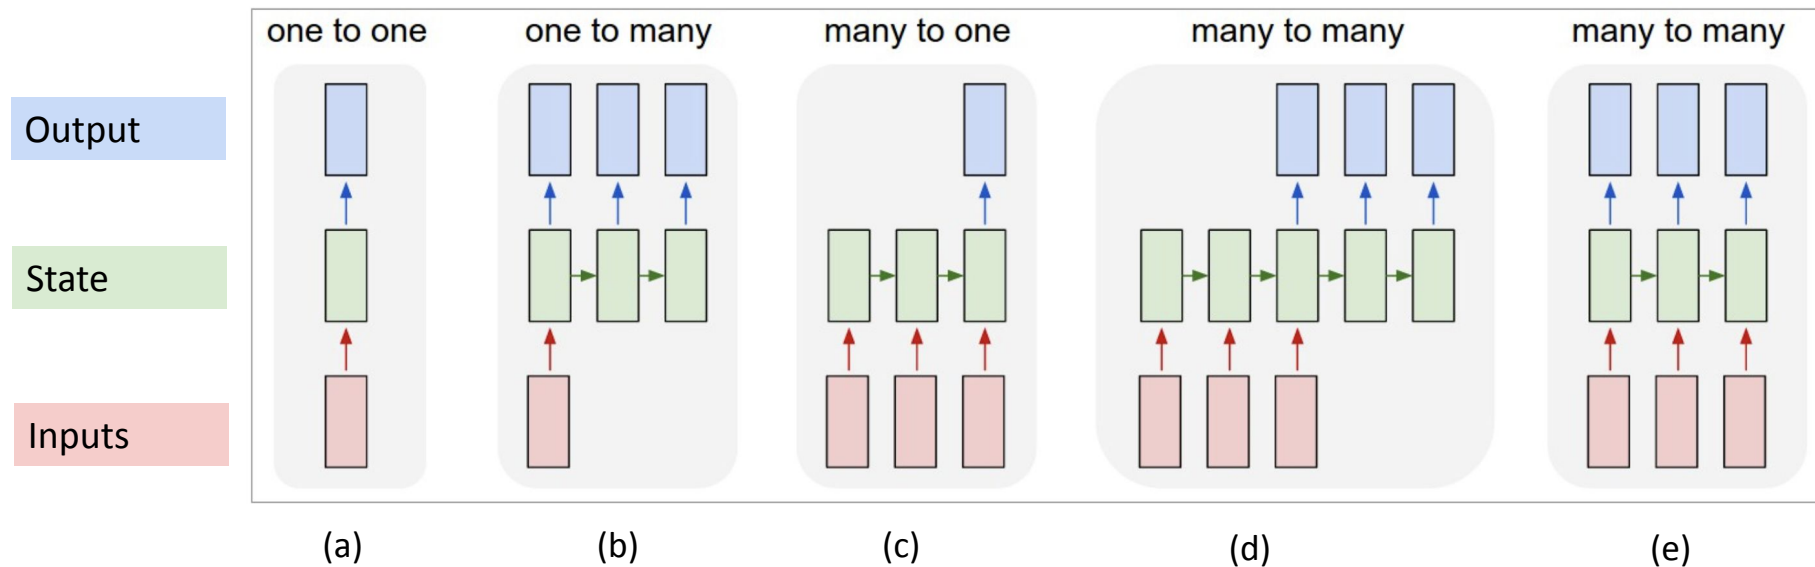 one to one
one to many
many to one
many to many
many to many
Output
State
Inputs
(a)
(b)
(c)
(d)
(e)